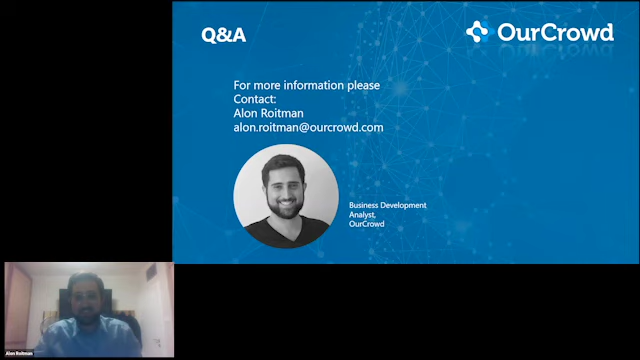 Q&A
OurCrowd
For more information please
Contact:
Alon Roitman
alon.roitman@ourcrowd.com
Business Development
Analyst,
OurCrowd
Alon Roitman